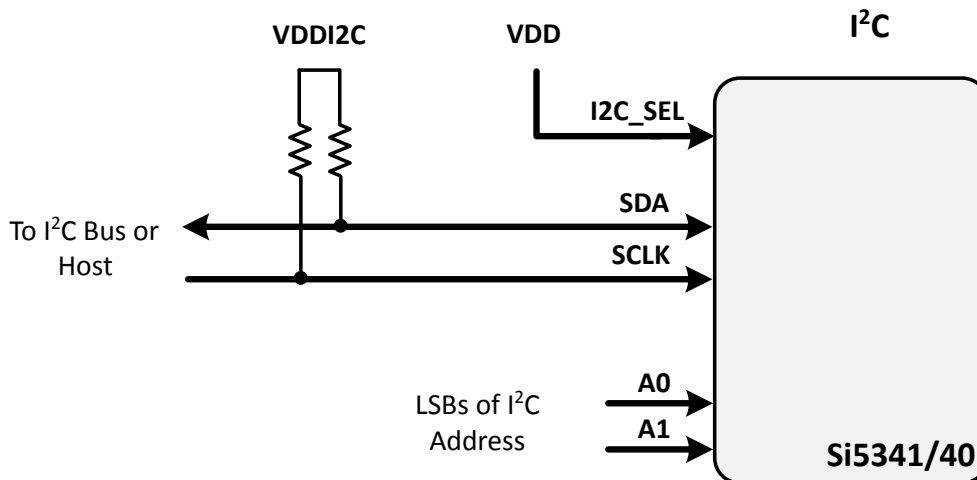 I²C
VDDI2C
VDD
I2C_SEL
SDA
To I²C Bus or
Host
SCLK
A0
LSBs of I²C
Address
A1
Si5341/40